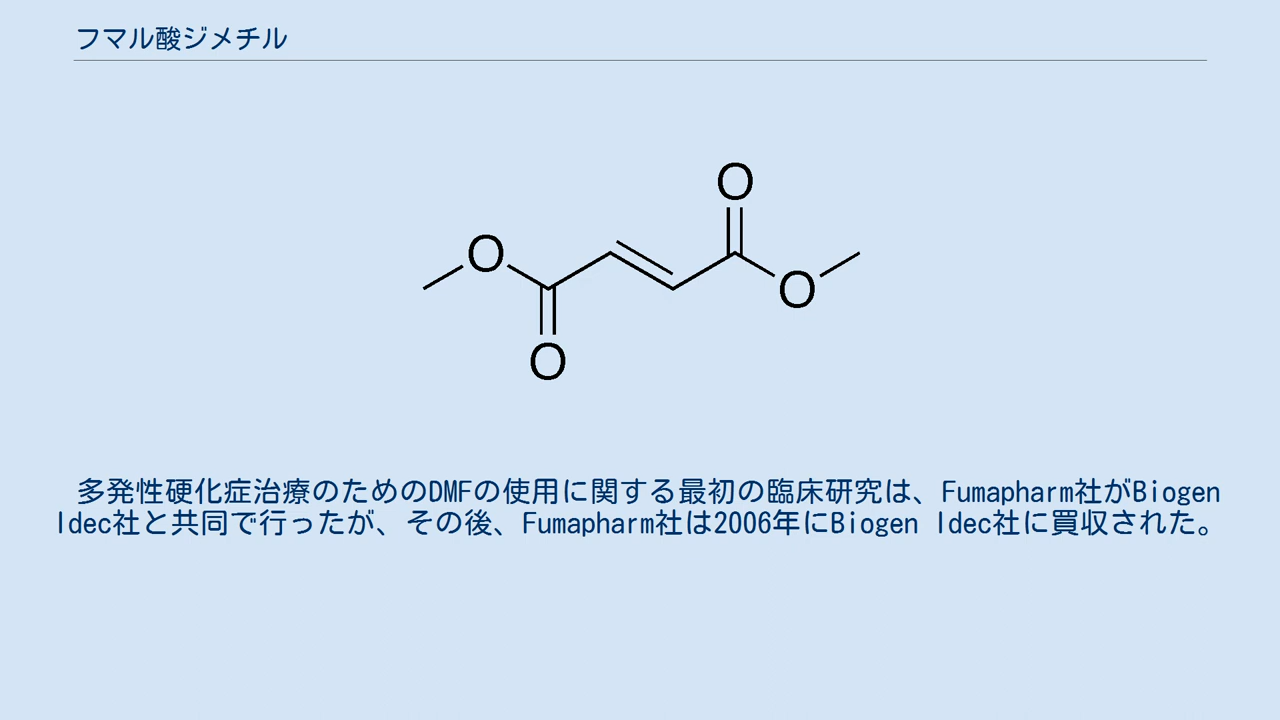 フマル酸ジメチル
O
O
O
O
多発性硬化症治療のためのDMFの使用に関する最初の臨床研究は、Fumapharm社がBiogen
Idec社と共同で行ったが、その後、Fumapharm社は2006年にBiogen Idec社に買収された。